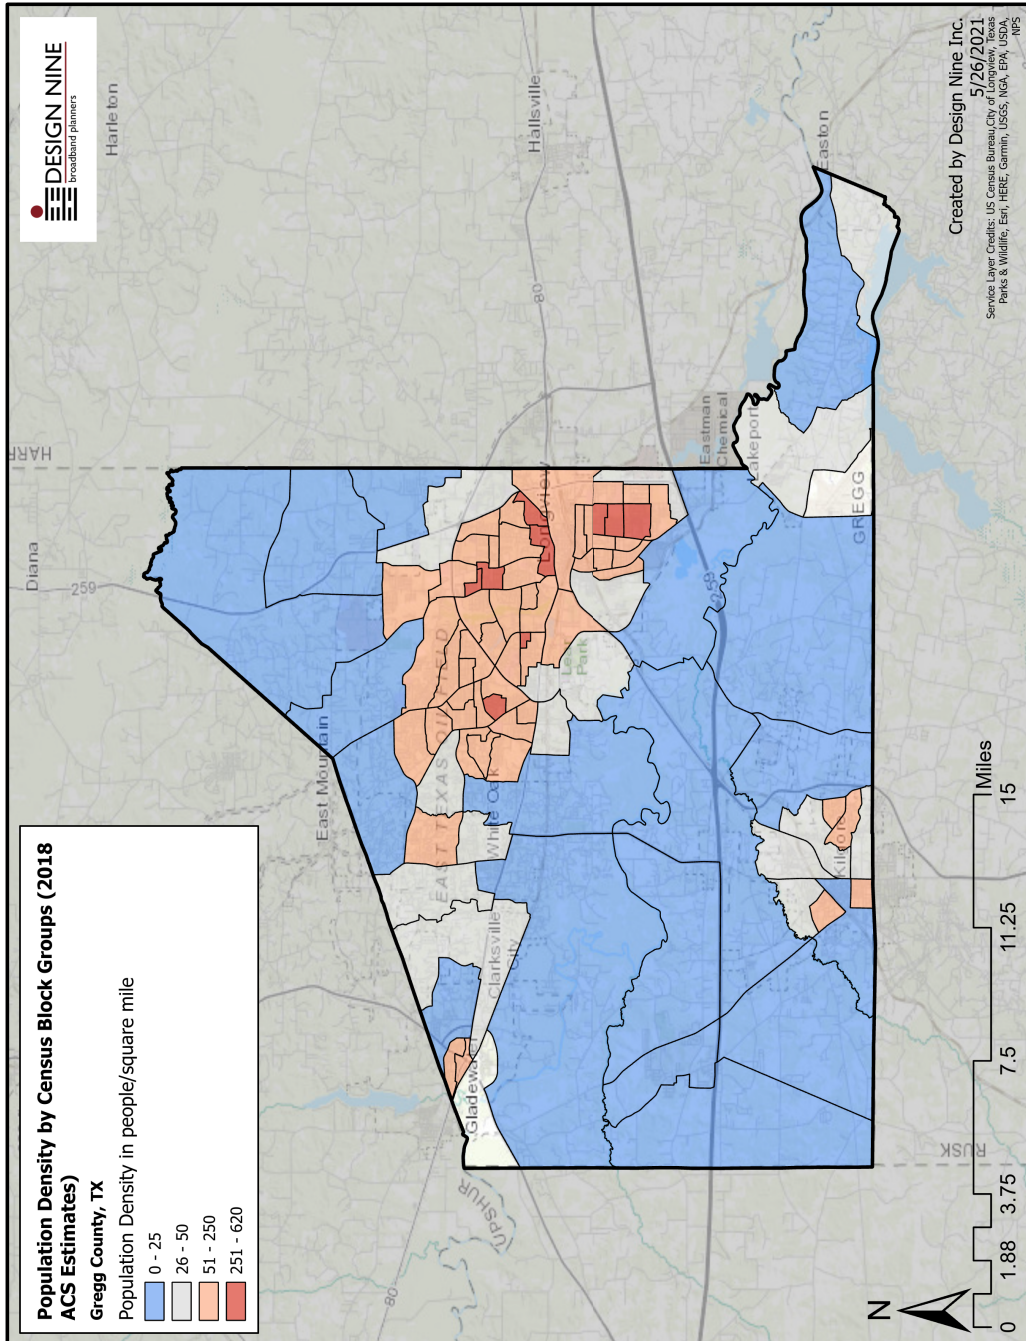 Population Density by Census Block Groups (2018
ACS Estimates)
Gregg County, TX
Population Density in people/square mile
0 - 25
26 - 50
51 - 250
251 - 620
DESIGN NINE
broadband planners
Harleton
Diana
259
HARR
Hallsville
80
East Mountain
EAST TEXAS OIL FIELD
Longview
White Oak
Clarksville
City
Gladewater
UPSHUR
80
Lear
Park
Eastman
Chemical
Lakeport
Easton
259
GREGG
Kilgore
RUSK
N
0
1.88
3.75
7.5
11.25
15
Miles
Created by Design Nine Inc.
5/26/2021
Service Layer Credits: US Census Bureau,City of Longview, Texas
Parks & Wildlife, Esri, HERE, Garmin, USGS, NGA, EPA, USDA,
NPS